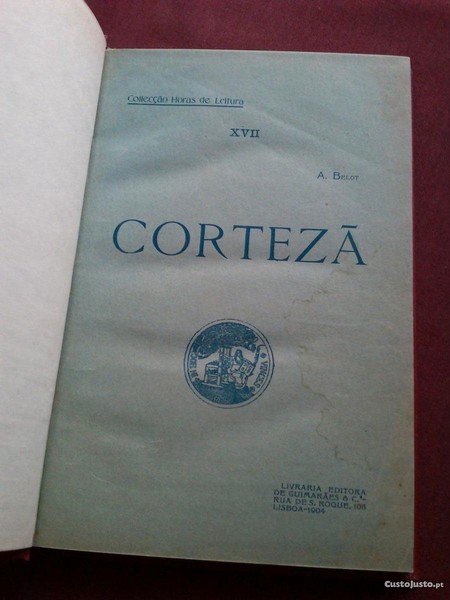 Collecção Horas de Leitura
XVII
A. Belot
CORTEZÃ
LIVRARIA EDITORA
DE GUIMARÃES & C.ª
RUA DE S. ROQUE, 108
LISBOA-1904
CustoJusto.pt